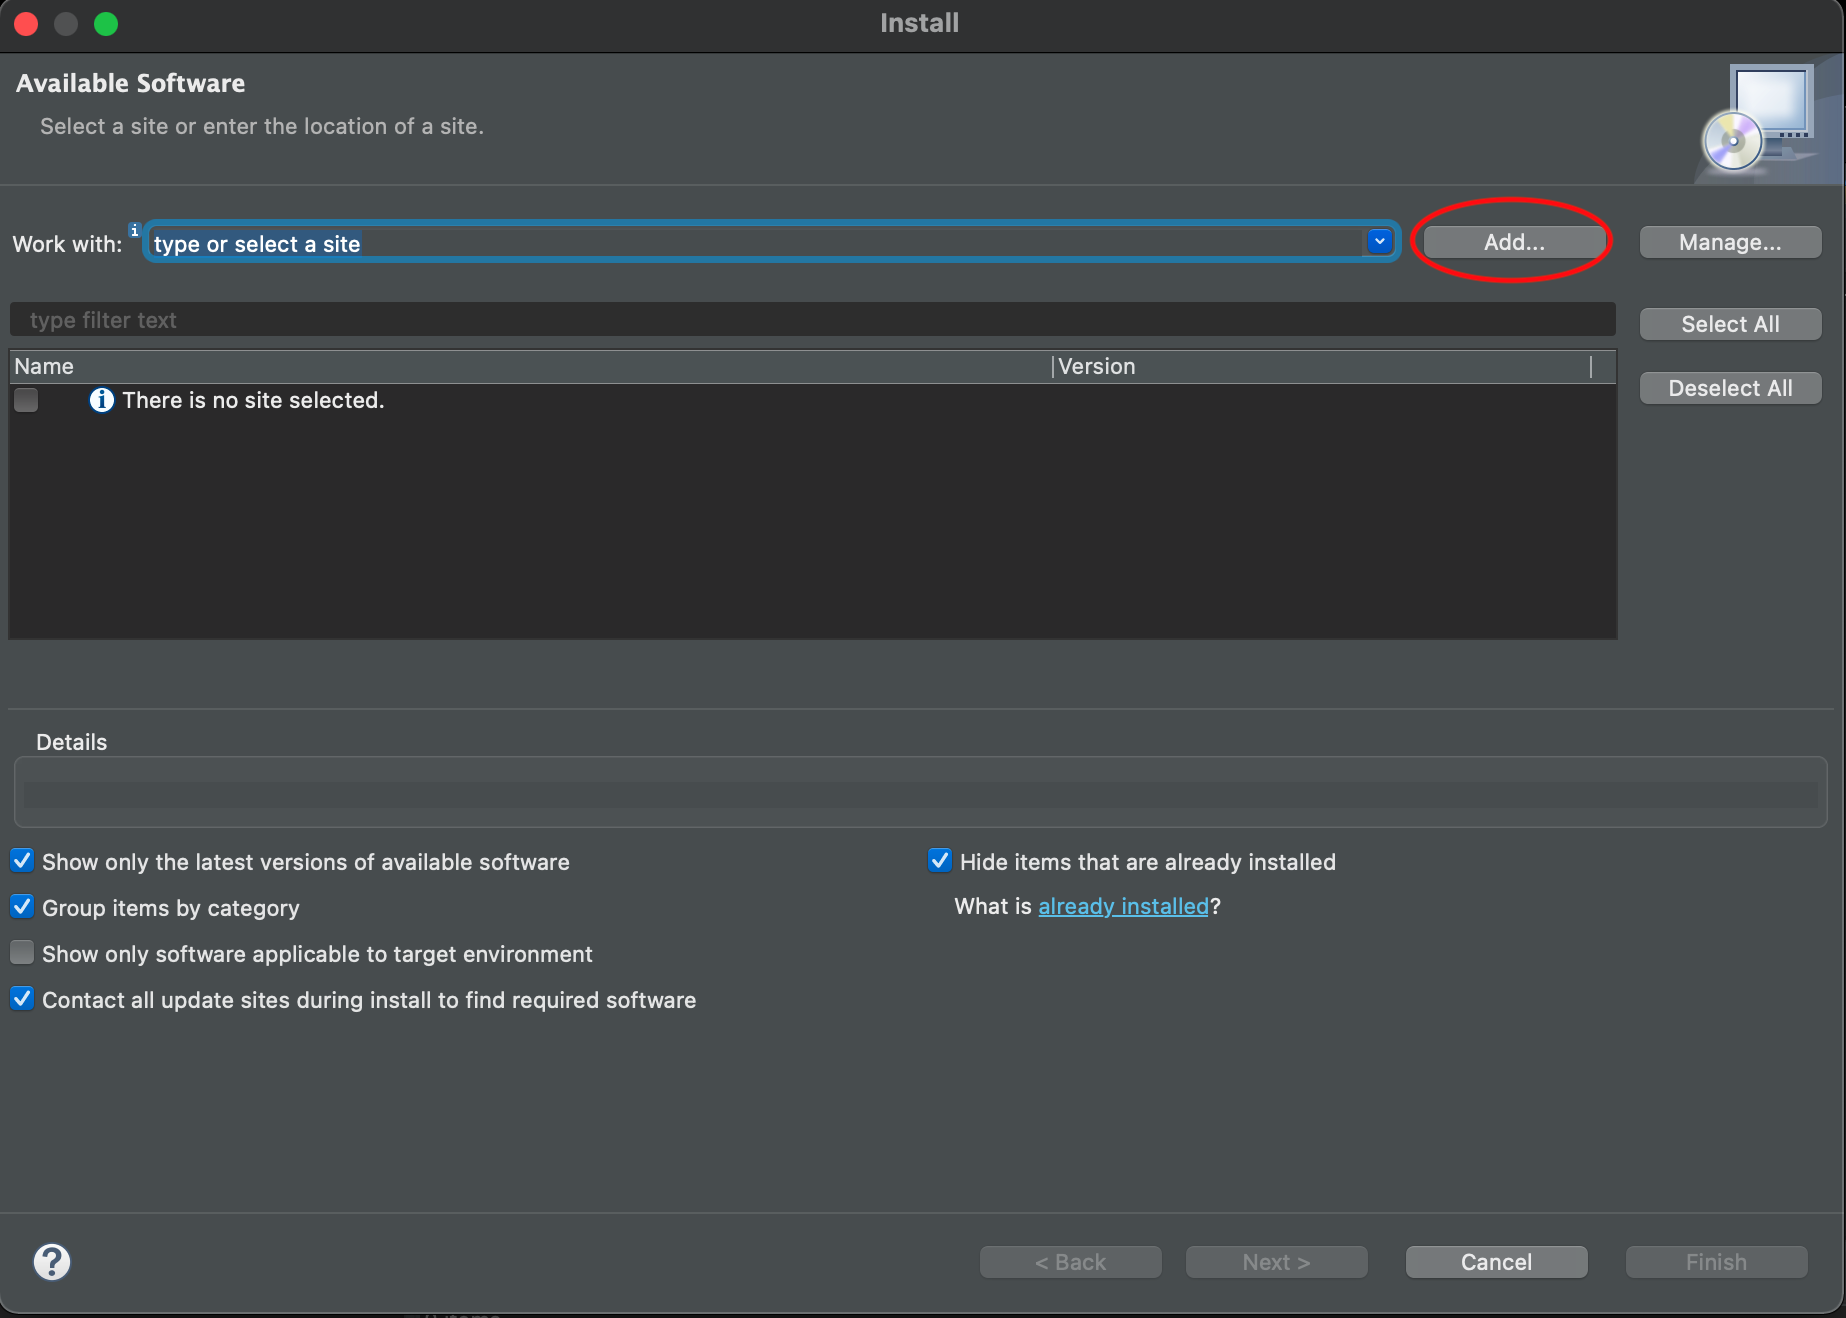 Install
Available Software
Select a site or enter the location of a site.
Work with: type or select a site Add... Manage...
type filter text Select All
Name Version
There is no site selected. Deselect All
Details
Show only the latest versions of available software Hide items that are already installed
Group items by category What is already installed?
Show only software applicable to target environment
Contact all update sites during install to find required software
? < Back Next > Cancel Finish